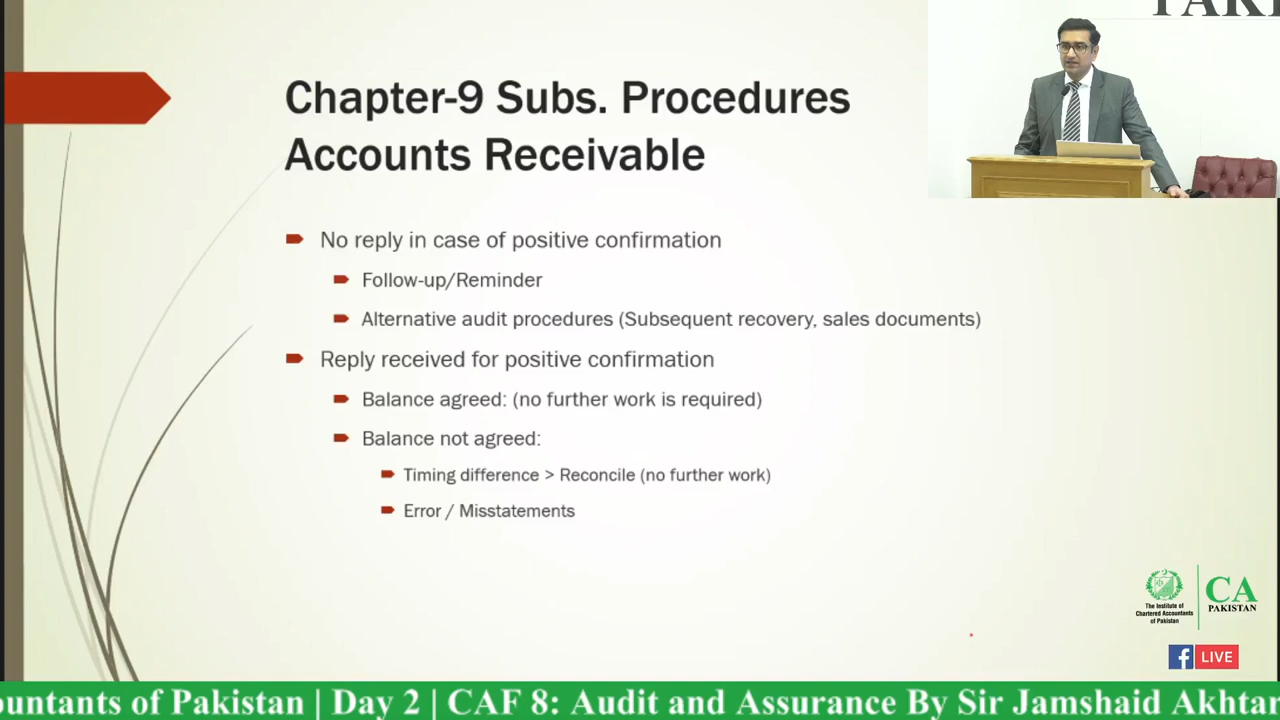 Chapter-9 Subs. Procedures
Accounts Receivable
No reply in case of positive confirmation
Follow-up/Reminder
Alternative audit procedures (Subsequent recovery, sales documents)
Reply received for positive confirmation
Balance agreed: (no further work is required)
Balance not agreed:
Timing difference > Reconcile (no further work)
Error / Misstatements
The Institute of
Chartered Accountants
of Pakistan
CA
PAKISTAN
f LIVE
ountants of Pakistan | Day 2 | CAF 8: Audit and Assurance By Sir Jamshaid Akhtar